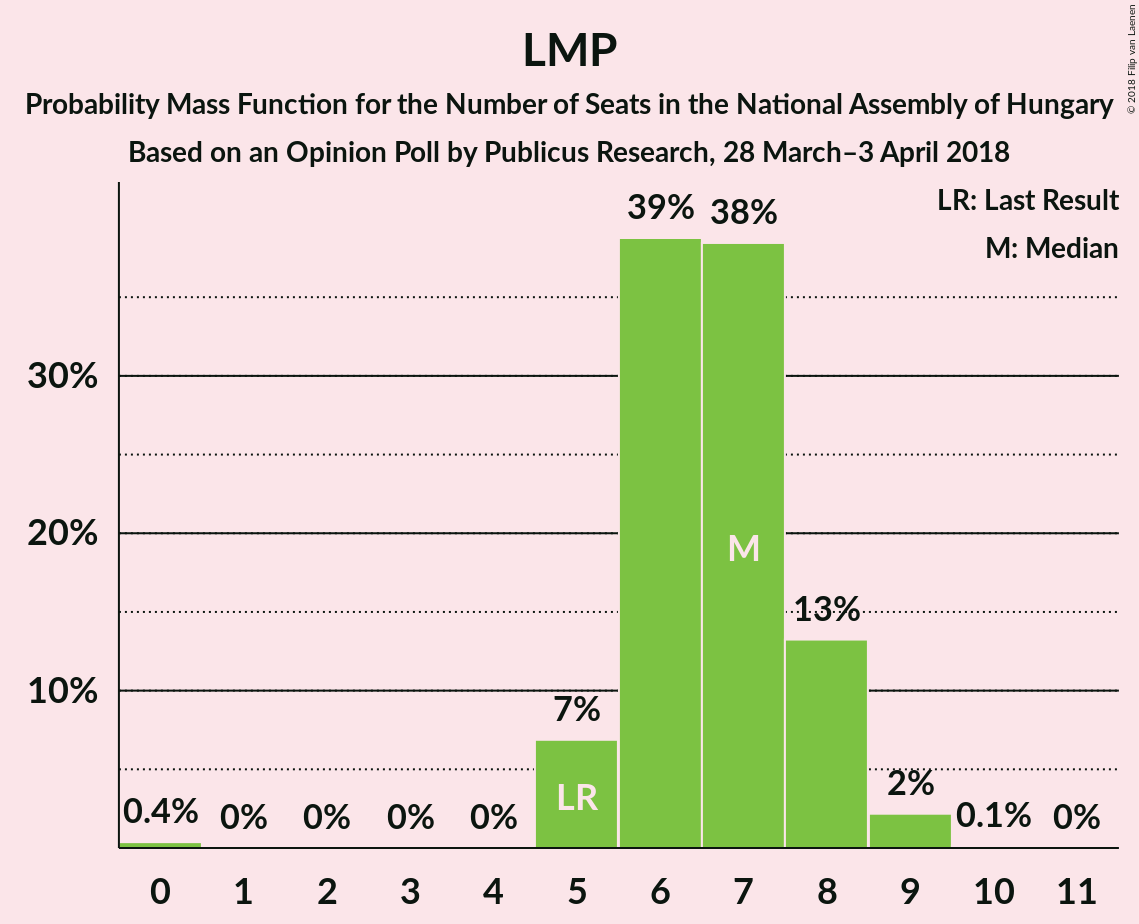 LMP
Probability Mass Function for the Number of Seats in the National Assembly of Hungary
Based on an Opinion Poll by Publicus Research, 28 March–3 April 2018
© 2018 Filip van Laenen
LR: Last Result
M: Median
39% 38%
30%
20%
M
13%
10%
7%
LR
2%
0.4% 0% 0% 0% 0% 0.1% 0%
0 1 2 3 4 5 6 7 8 9 10 11